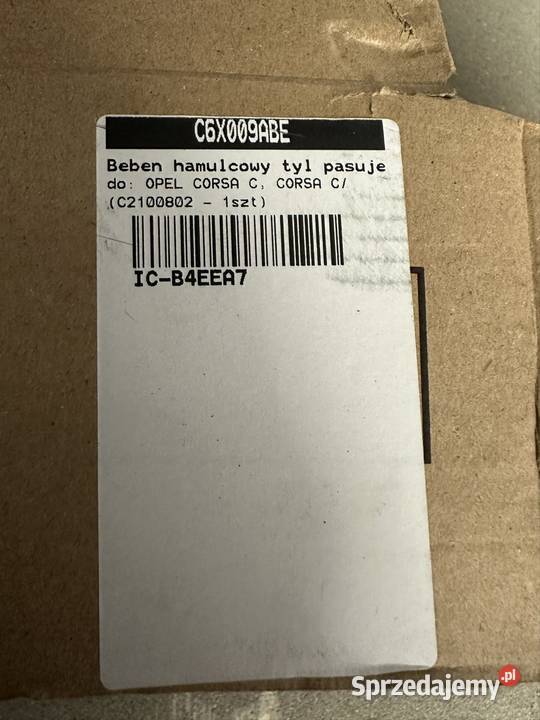 C6X009ABE
Beben hamulcowy tyl pasuje
do: OPEL CORSA C, CORSA C/
(C2100802 - 1szt)
IC-B4EEA7
Sprzedajemy.pl